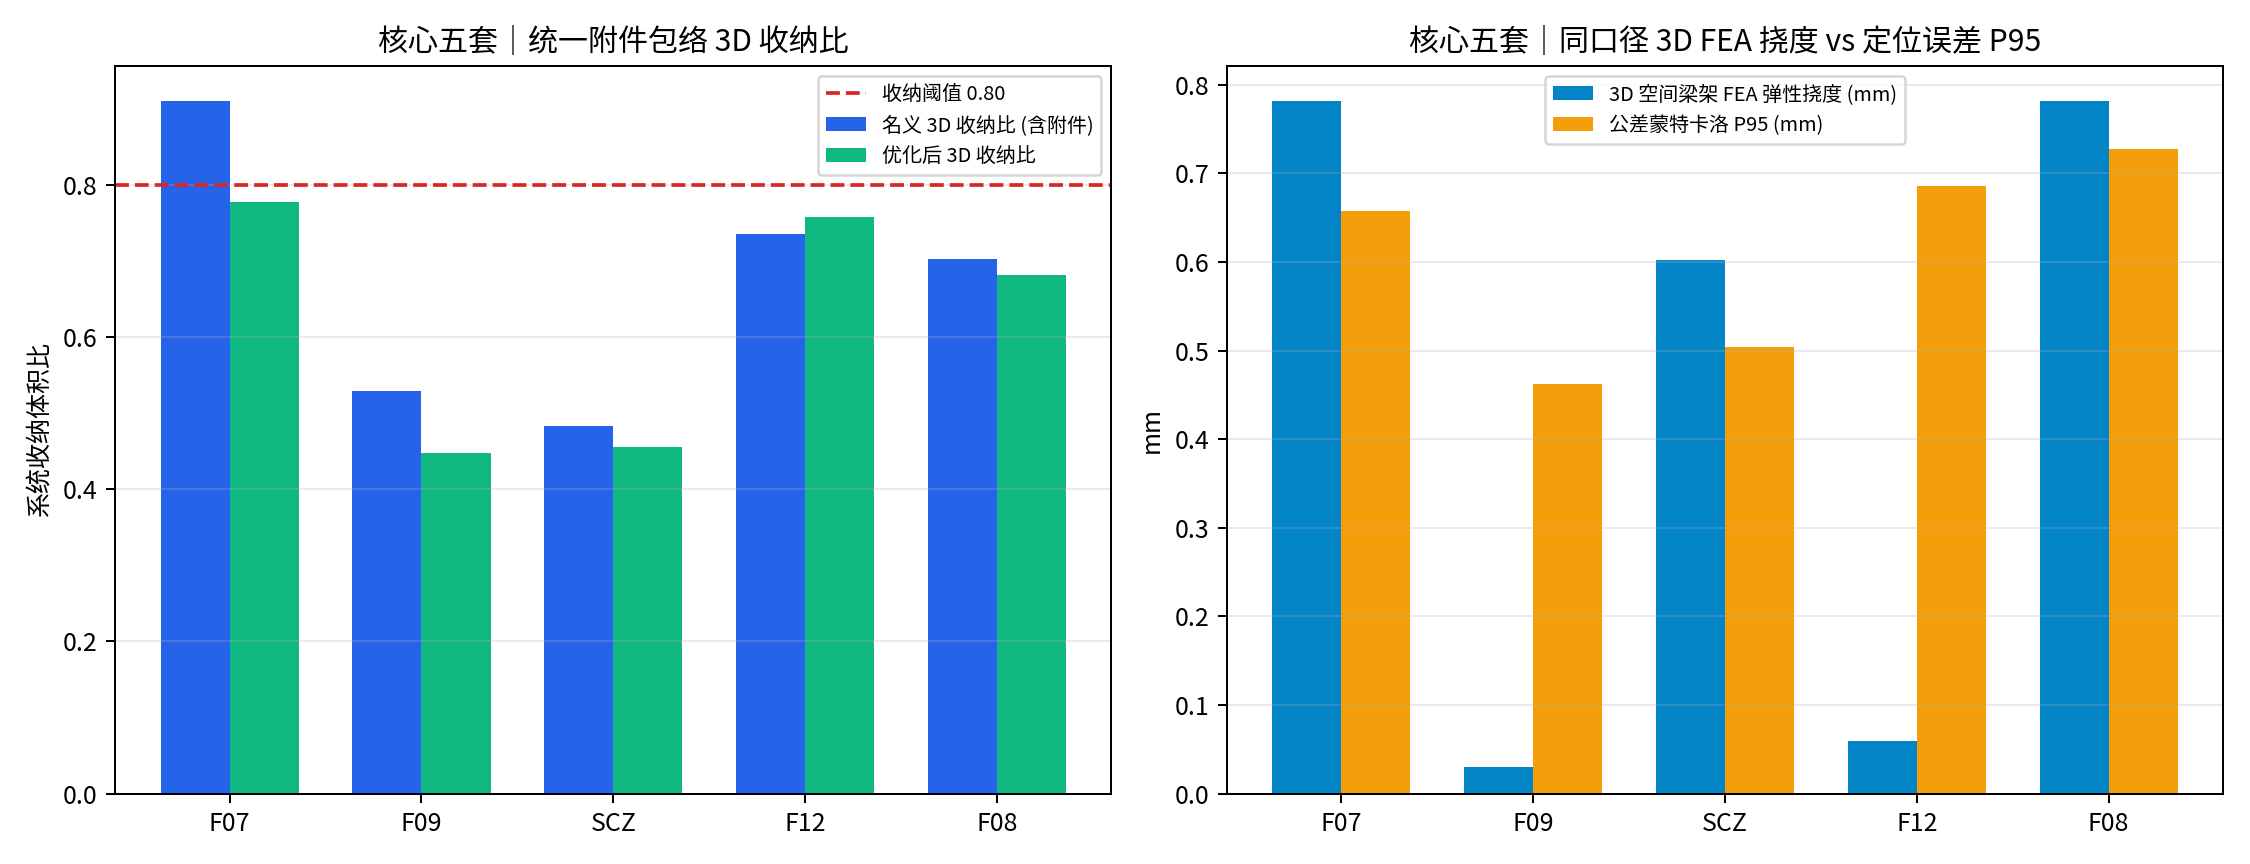 核心五套｜统一附件包络 3D 收纳比
收纳阈值 0.80
名义 3D 收纳比 (含附件)
优化后 3D 收纳比
系统收纳体积比
0.8
0.6
0.4
0.2
0.0
F07 F09 SCZ F12 F08
核心五套｜同口径 3D FEA 挠度 vs 定位误差 P95
3D 空间梁架 FEA 弹性挠度 (mm)
公差蒙特卡洛 P95 (mm)
mm
0.8
0.7
0.6
0.5
0.4
0.3
0.2
0.1
0.0
F07 F09 SCZ F12 F08